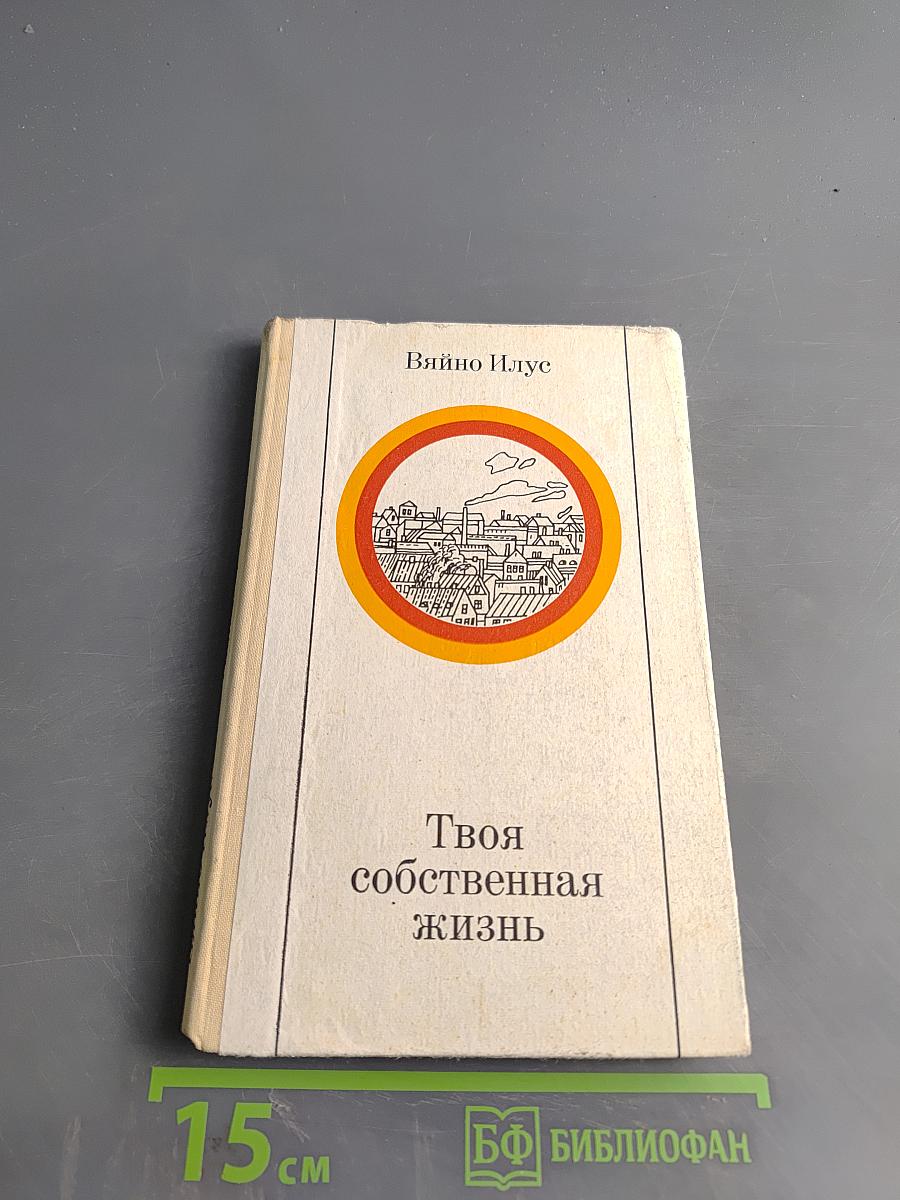 Вяйно Илус
Твоя
собственная
жизнь
15 см
БФ БИБЛИОФАН